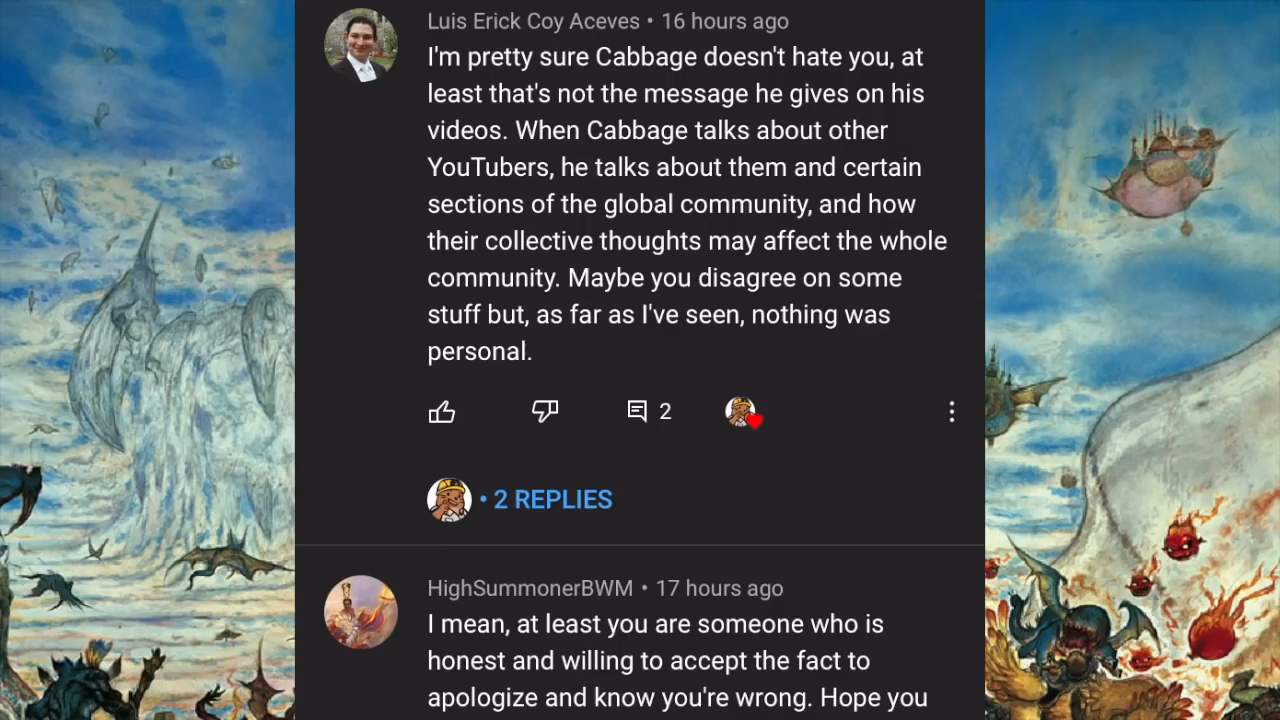 Luis Erick Coy Aceves • 16 hours ago
I'm pretty sure Cabbage doesn't hate you, at
least that's not the message he gives on his
videos. When Cabbage talks about other
YouTubers, he talks about them and certain
sections of the global community, and how
their collective thoughts may affect the whole
community. Maybe you disagree on some
stuff but, as far as I've seen, nothing was
personal.
2
• 2 REPLIES
HighSummonerBWM • 17 hours ago
I mean, at least you are someone who is
honest and willing to accept the fact to
apologize and know you're wrong. Hope you